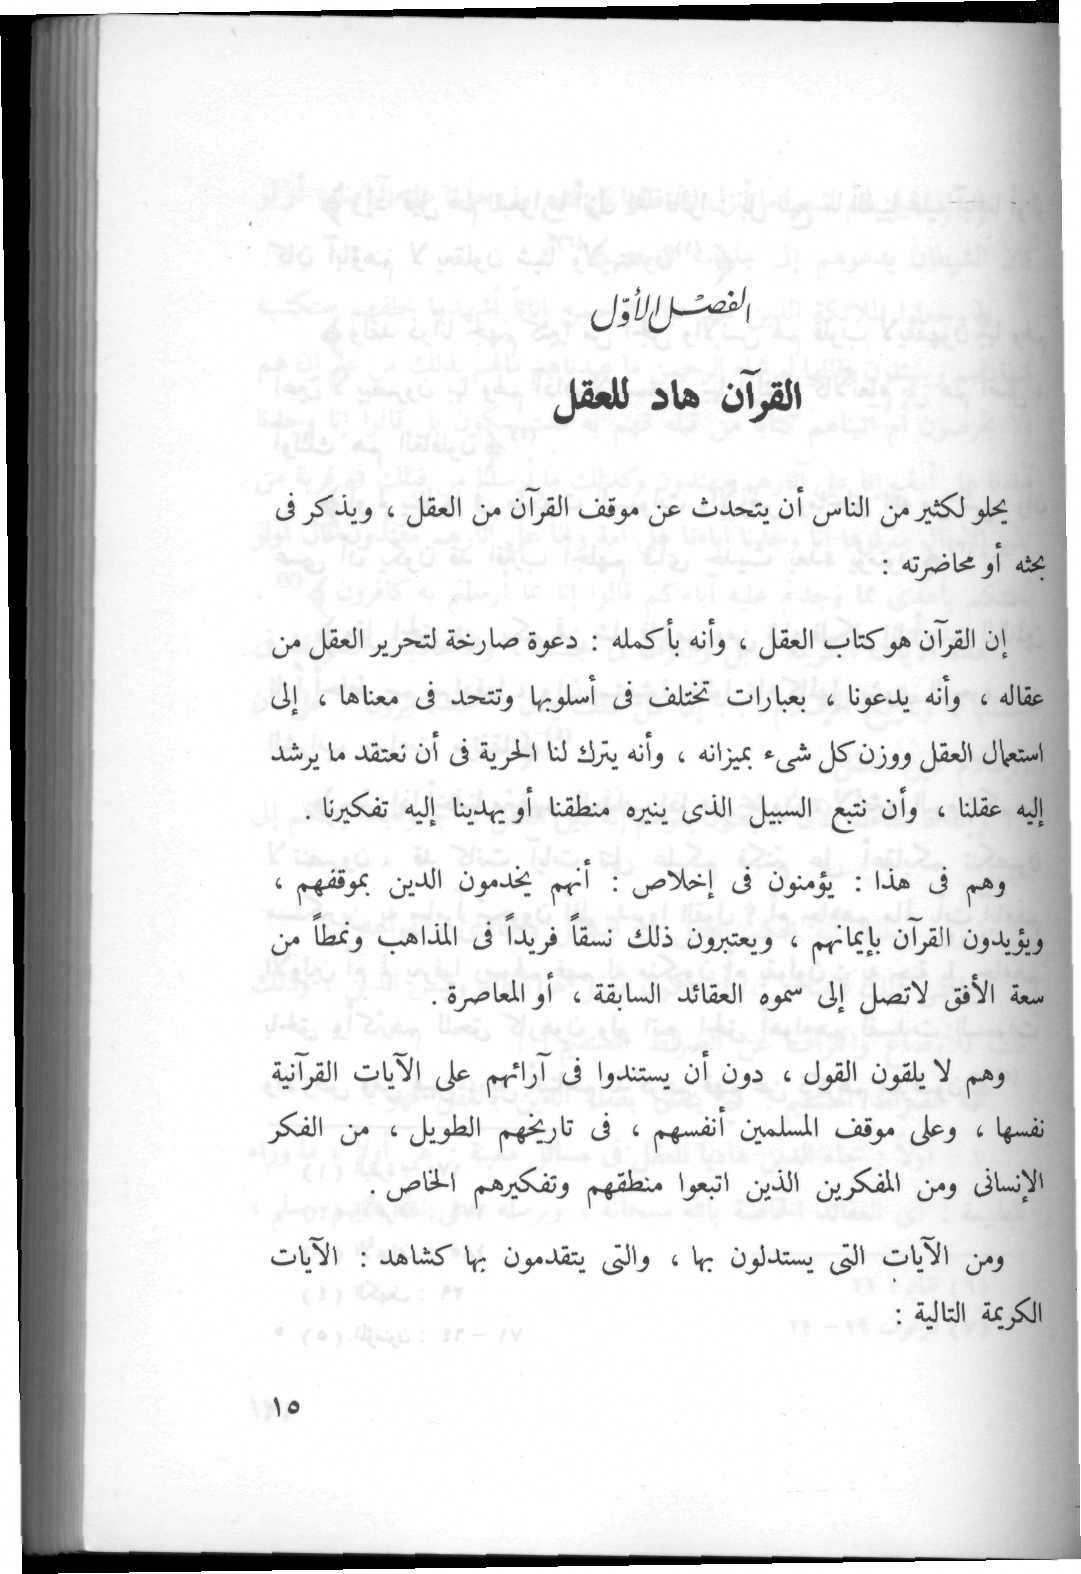 الفصل الأوّل
القرآن هاد للعقل
يحلو لكثير من الناس أن يتحدث عن موقف القرآن من العقل ، ويذكر فى
بحثه أو محاضرته :
إن القرآن هو كتاب العقل ، وأنه بأكمله : دعوة صارخة لتحرير العقل من
عقاله ، وأنه يدعونا ، بعبارات تختلف فى أسلوبها وتتحد فى معناها ، إلى
استعمال العقل ووزن كل شىء بميزانه ، وأنه يترك لنا الحرية فى أن نعتقد ما يرشد
إليه عقلنا ، وأن نتبع السبيل الذى ينيره منطقنا أو يهدينا إليه تفكيرنا .
وهم فى هذا : يؤمنون فى إخلاص : أنهم يخدمون الدين بموقفهم ،
ويؤيدون القرآن بإيمانهم ، ويعتبرون ذلك نسقاً فريداً فى المذاهب ونمطاً من
سعة الأفق لاتصل إلى سموه العقائد السابقة ، أو المعاصرة .
وهم لا يلقون القول ، دون أن يستندوا فى آرائهم على الآيات القرآنية
نفسها ، وعلى موقف المسلمين أنفسهم ، فى تاريخهم الطويل ، من الفكر
الإنسانى ومن المفكرين الذين اتبعوا منطقهم وتفكيرهم الخاص .
ومن الآيات التى يستدلون بها ، والتى يتقدمون بها كشاهد : الآيات
الكريمة التالية :
١٥